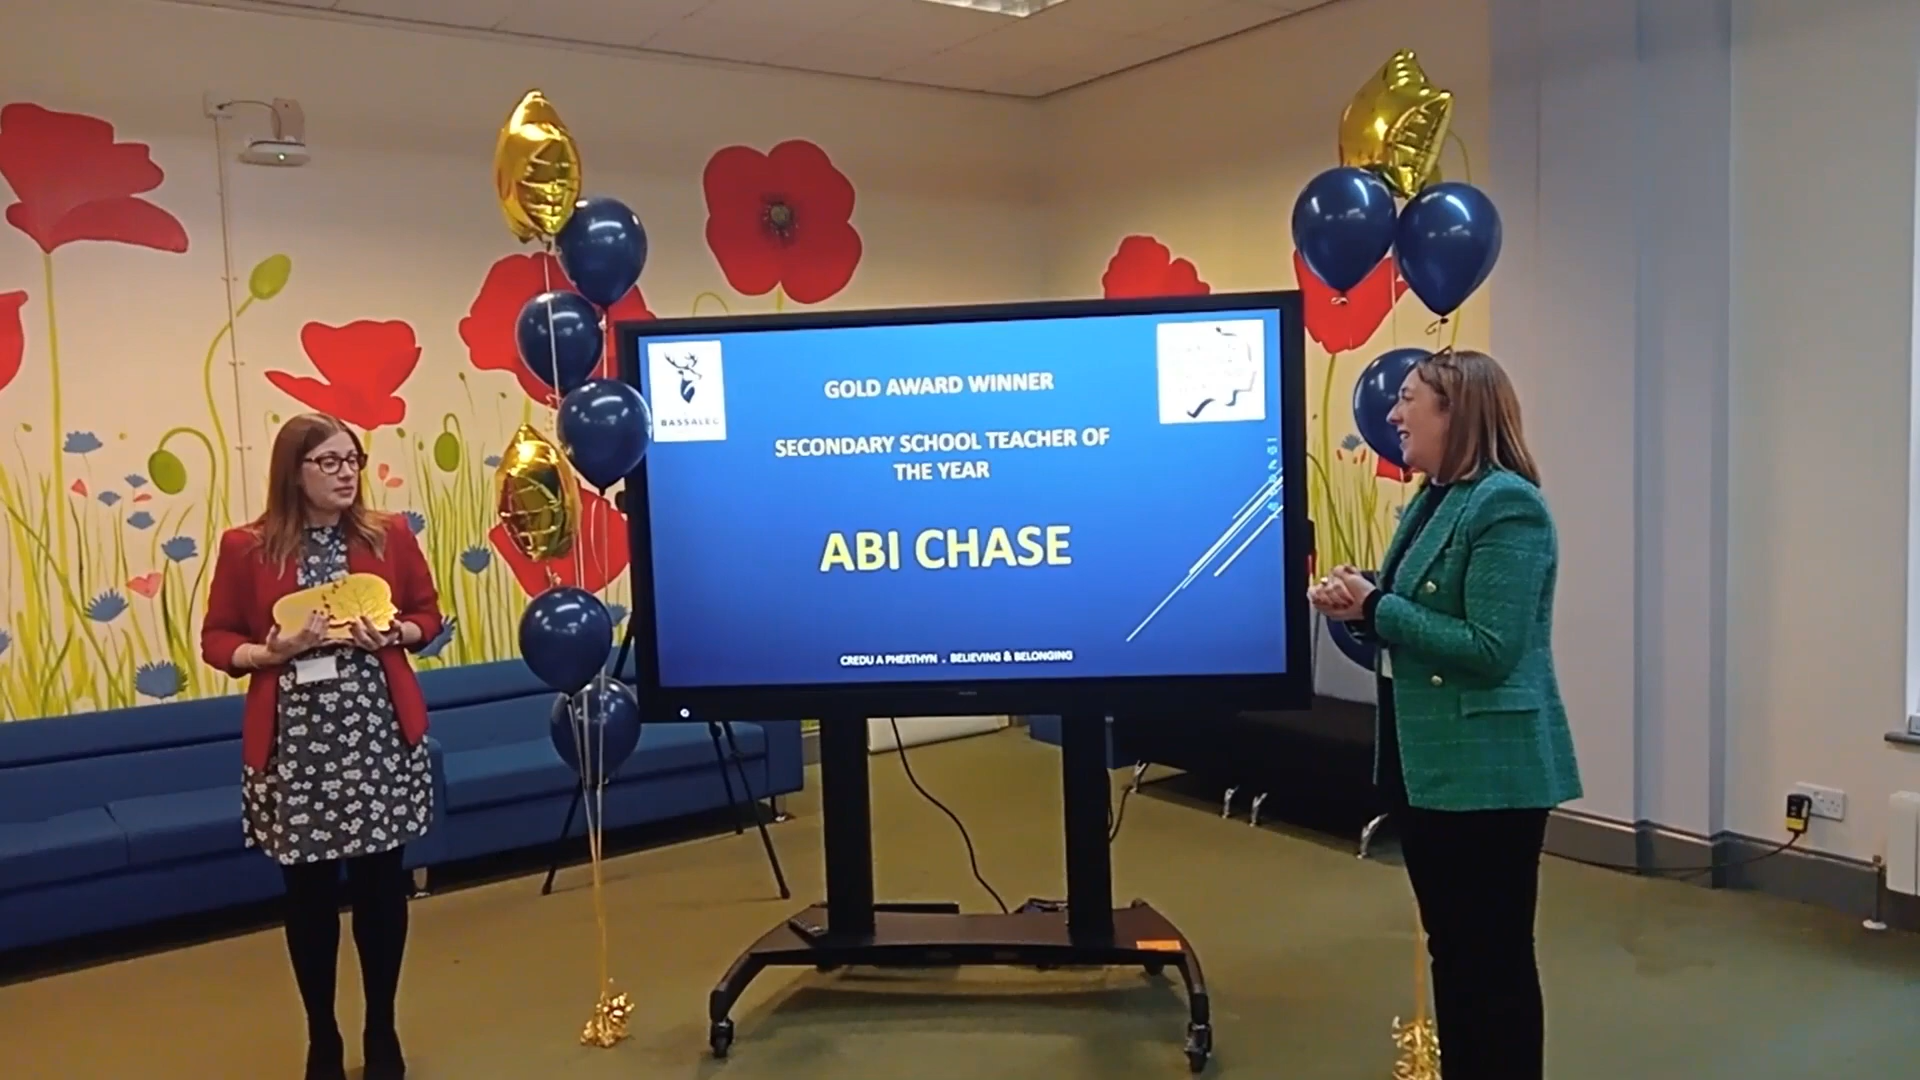 BASSALEG
GOLD AWARD WINNER
SECONDARY SCHOOL TEACHER OF
THE YEAR
ABI CHASE
CREDU A PHERTHYN . BELIEVING & BELONGING